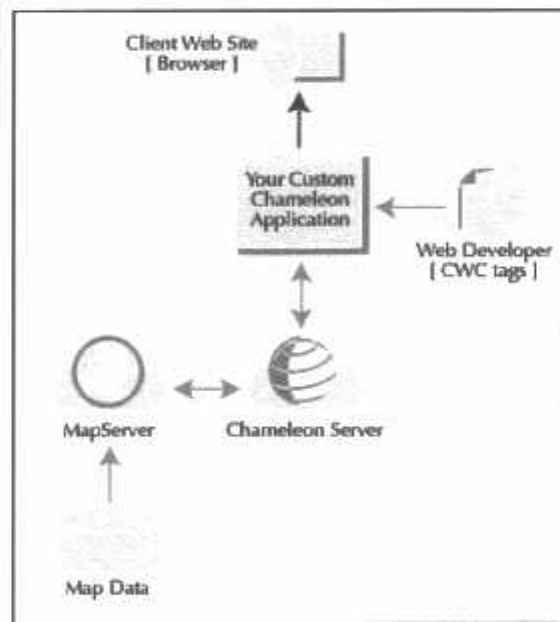 Client Web Site
[ Browser ]
Your Custom
Chameleon
Application
Web Developer
[ CWC tags ]
MapServer
Chameleon Server
Map Data